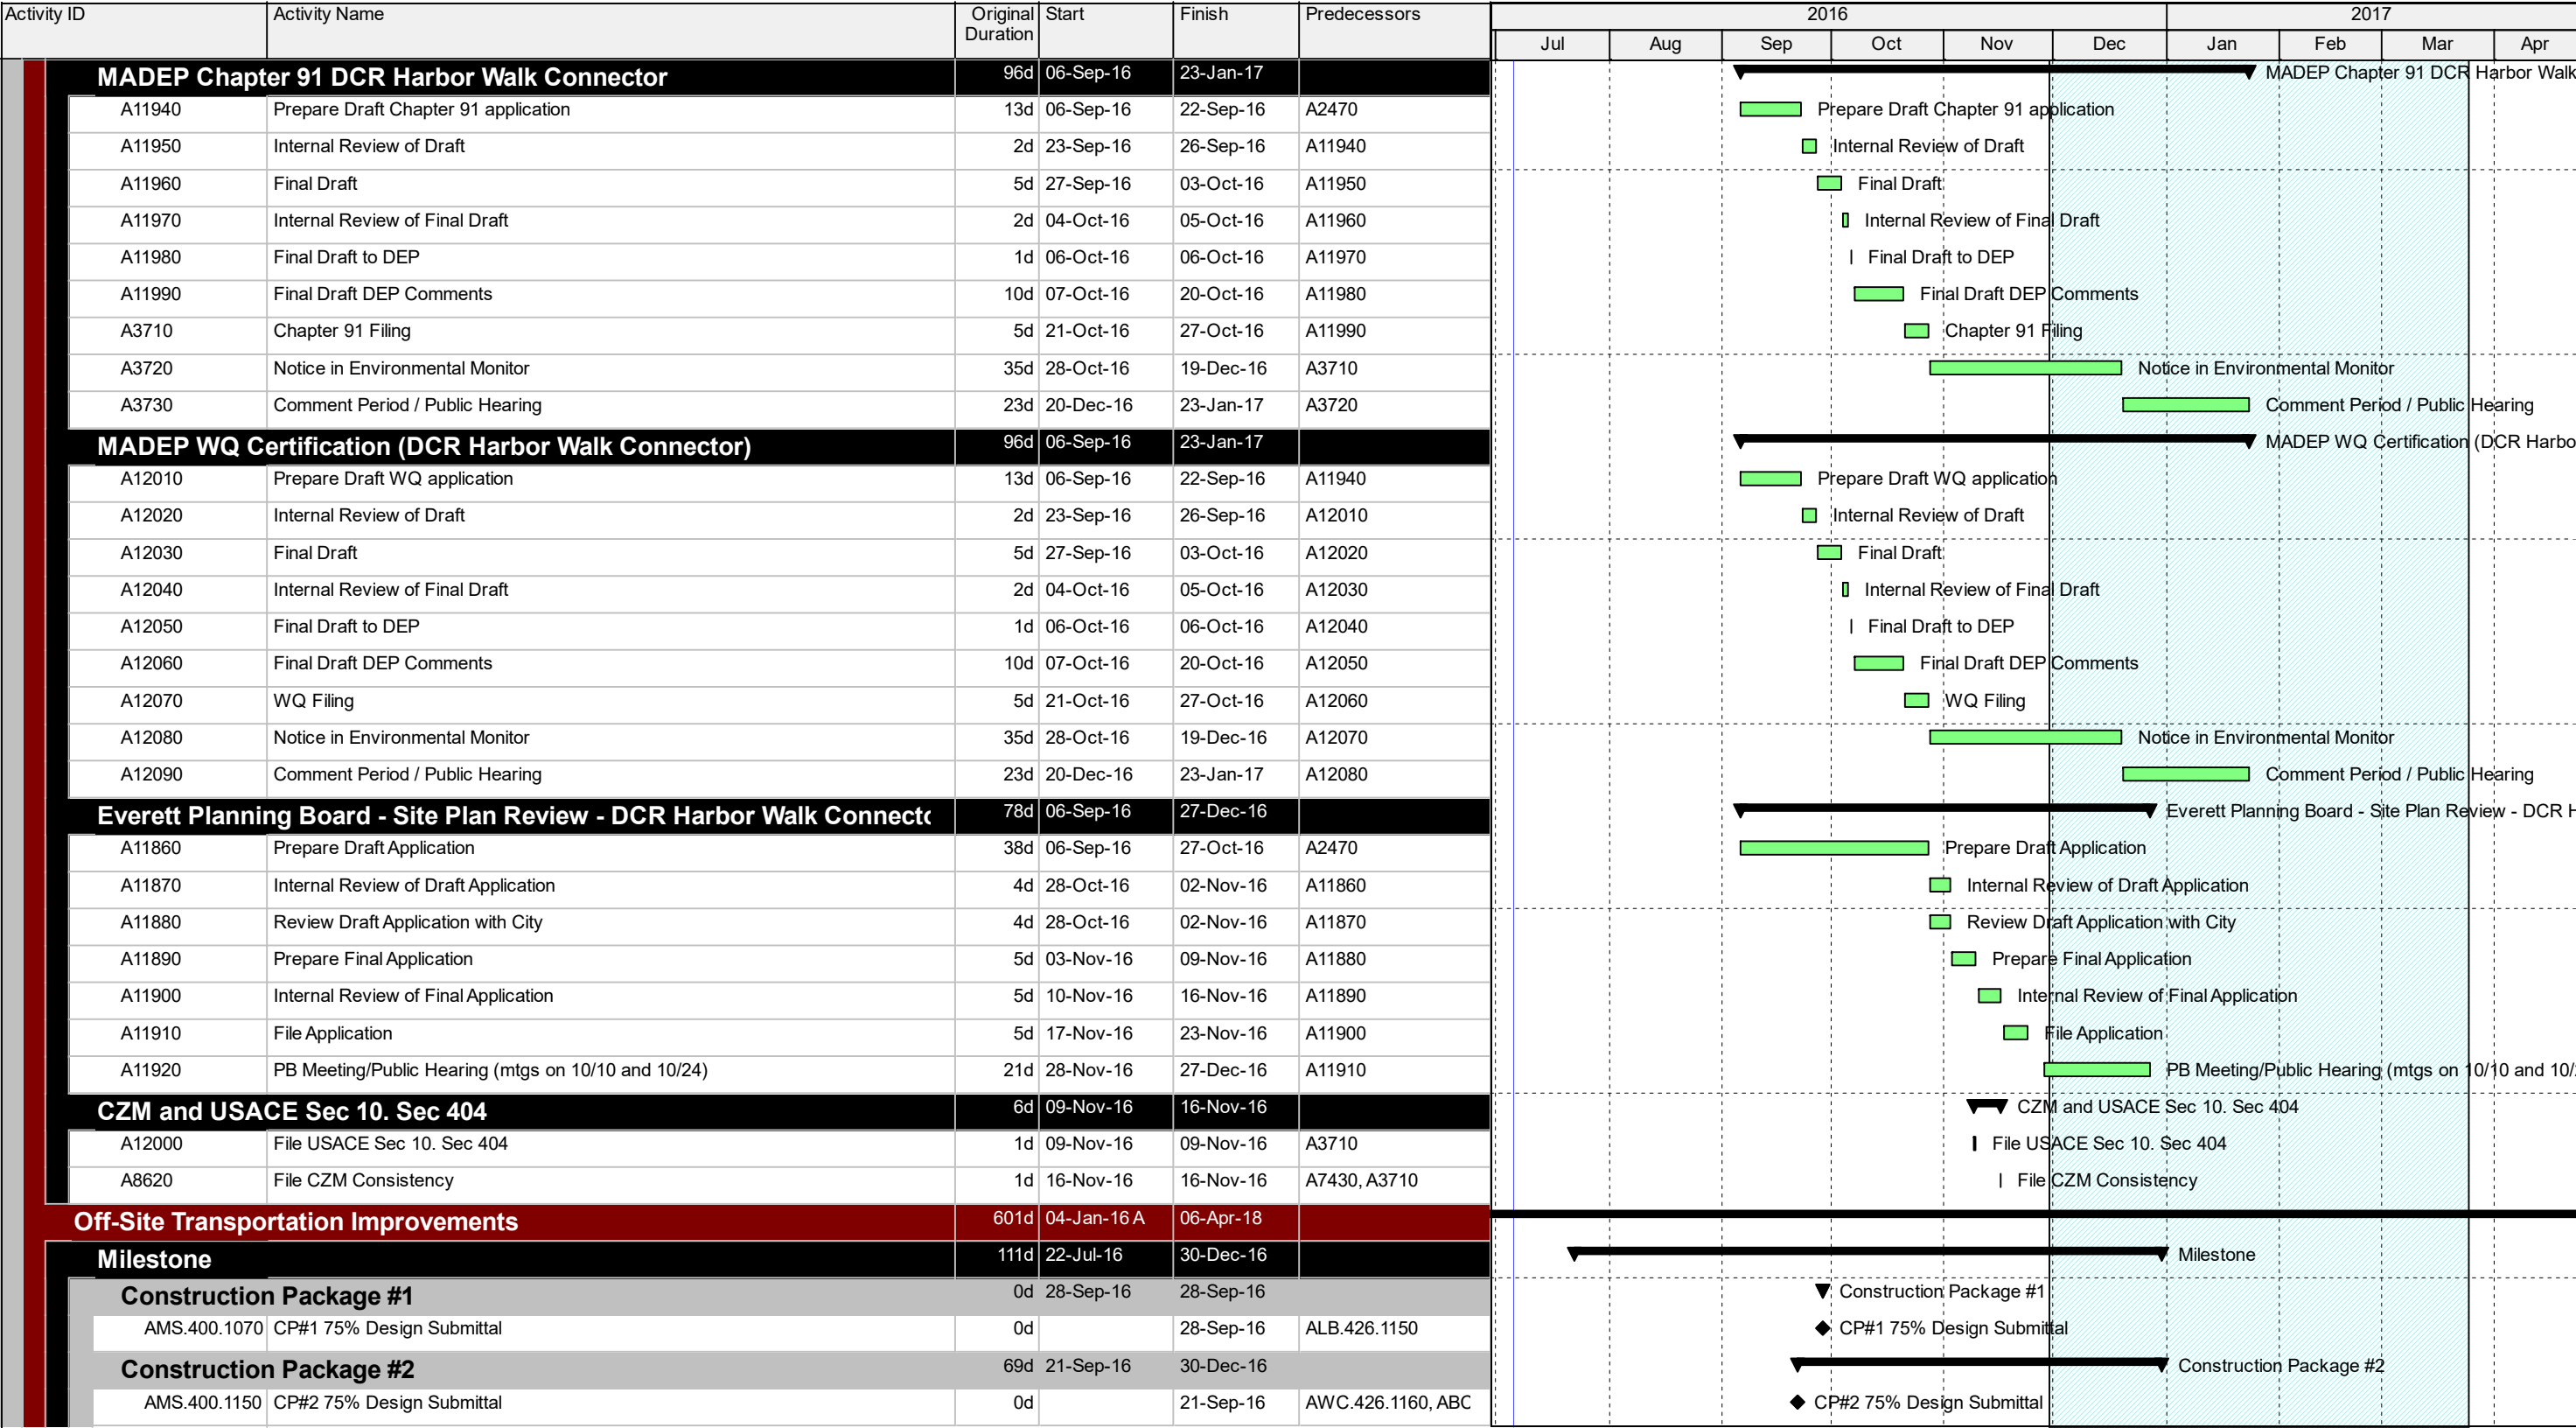 Activity ID Activity Name Original Duration Start Finish Predecessors 2016 2017
Jul Aug Sep Oct Nov Dec Jan Feb Mar Apr
MADEP Chapter 91 DCR Harbor Walk Connector 96d 06-Sep-16 23-Jan-17 MADEP Chapter 91 DCR Harbor Walk
A11940 Prepare Draft Chapter 91 application 13d 06-Sep-16 22-Sep-16 A2470 Prepare Draft Chapter 91 application
A11950 Internal Review of Draft 2d 23-Sep-16 26-Sep-16 A11940 Internal Review of Draft
A11960 Final Draft 5d 27-Sep-16 03-Oct-16 A11950 Final Draft
A11970 Internal Review of Final Draft 2d 04-Oct-16 05-Oct-16 A11960 Internal Review of Final Draft
A11980 Final Draft to DEP 1d 06-Oct-16 06-Oct-16 A11970 Final Draft to DEP
A11990 Final Draft DEP Comments 10d 07-Oct-16 20-Oct-16 A11980 Final Draft DEP Comments
A3710 Chapter 91 Filing 5d 21-Oct-16 27-Oct-16 A11990 Chapter 91 Filing
A3720 Notice in Environmental Monitor 35d 28-Oct-16 19-Dec-16 A3710 Notice in Environmental Monitor
A3730 Comment Period / Public Hearing 23d 20-Dec-16 23-Jan-17 A3720 Comment Period / Public Hearing
MADEP WQ Certification (DCR Harbor Walk Connector) 96d 06-Sep-16 23-Jan-17 MADEP WQ Certification (DCR Harbo
A12010 Prepare Draft WQ application 13d 06-Sep-16 22-Sep-16 A11940 Prepare Draft WQ application
A12020 Internal Review of Draft 2d 23-Sep-16 26-Sep-16 A12010 Internal Review of Draft
A12030 Final Draft 5d 27-Sep-16 03-Oct-16 A12020 Final Draft
A12040 Internal Review of Final Draft 2d 04-Oct-16 05-Oct-16 A12030 Internal Review of Final Draft
A12050 Final Draft to DEP 1d 06-Oct-16 06-Oct-16 A12040 Final Draft to DEP
A12060 Final Draft DEP Comments 10d 07-Oct-16 20-Oct-16 A12050 Final Draft DEP Comments
A12070 WQ Filing 5d 21-Oct-16 27-Oct-16 A12060 WQ Filing
A12080 Notice in Environmental Monitor 35d 28-Oct-16 19-Dec-16 A12070 Notice in Environmental Monitor
A12090 Comment Period / Public Hearing 23d 20-Dec-16 23-Jan-17 A12080 Comment Period / Public Hearing
Everett Planning Board - Site Plan Review - DCR Harbor Walk Connecto 78d 06-Sep-16 27-Dec-16 Everett Planning Board - Site Plan Review - DCR H
A11860 Prepare Draft Application 38d 06-Sep-16 27-Oct-16 A2470 Prepare Draft Application
A11870 Internal Review of Draft Application 4d 28-Oct-16 02-Nov-16 A11860 Internal Review of Draft Application
A11880 Review Draft Application with City 4d 28-Oct-16 02-Nov-16 A11870 Review Draft Application with City
A11890 Prepare Final Application 5d 03-Nov-16 09-Nov-16 A11880 Prepare Final Application
A11900 Internal Review of Final Application 5d 10-Nov-16 16-Nov-16 A11890 Internal Review of Final Application
A11910 File Application 5d 17-Nov-16 23-Nov-16 A11900 File Application
A11920 PB Meeting/Public Hearing (mtgs on 10/10 and 10/24) 21d 28-Nov-16 27-Dec-16 A11910 PB Meeting/Public Hearing (mtgs on 10/10 and 10/
CZM and USACE Sec 10. Sec 404 6d 09-Nov-16 16-Nov-16 CZM and USACE Sec 10. Sec 404
A12000 File USACE Sec 10. Sec 404 1d 09-Nov-16 09-Nov-16 A3710 File USACE Sec 10. Sec 404
A8620 File CZM Consistency 1d 16-Nov-16 16-Nov-16 A7430, A3710 File CZM Consistency
Off-Site Transportation Improvements 601d 04-Jan-16 A 06-Apr-18
Milestone 111d 22-Jul-16 30-Dec-16 Milestone
Construction Package #1 0d 28-Sep-16 28-Sep-16 Construction Package #1
AMS.400.1070 CP#1 75% Design Submittal 0d 28-Sep-16 ALB.426.1150 CP#1 75% Design Submittal
Construction Package #2 69d 21-Sep-16 30-Dec-16 Construction Package #2
AMS.400.1150 CP#2 75% Design Submittal 0d 21-Sep-16 AWC.426.1160, ABC CP#2 75% Design Submittal